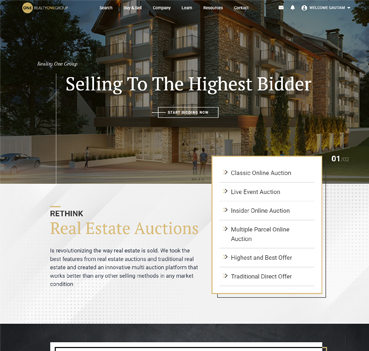 ONE REALTYONEGROUP
Search Buy & Sell Company Learn Resources Contact WELCOME GAUTAM
Realty One Group
Selling To The Highest Bidder
START BIDDING NOW
01/02
Classic Online Auction
Live Event Auction
Insider Online Auction
Multiple Parcel Online
Auction
Highest and Best Offer
Traditional Direct Offer
RETHINK
Real Estate Auctions
Is revolutionizing the way real estate is sold. We took the
best features from real estate auctions and traditional real
estate and created an innovative multi auction platform that
works better than any other selling methods in any market
condition